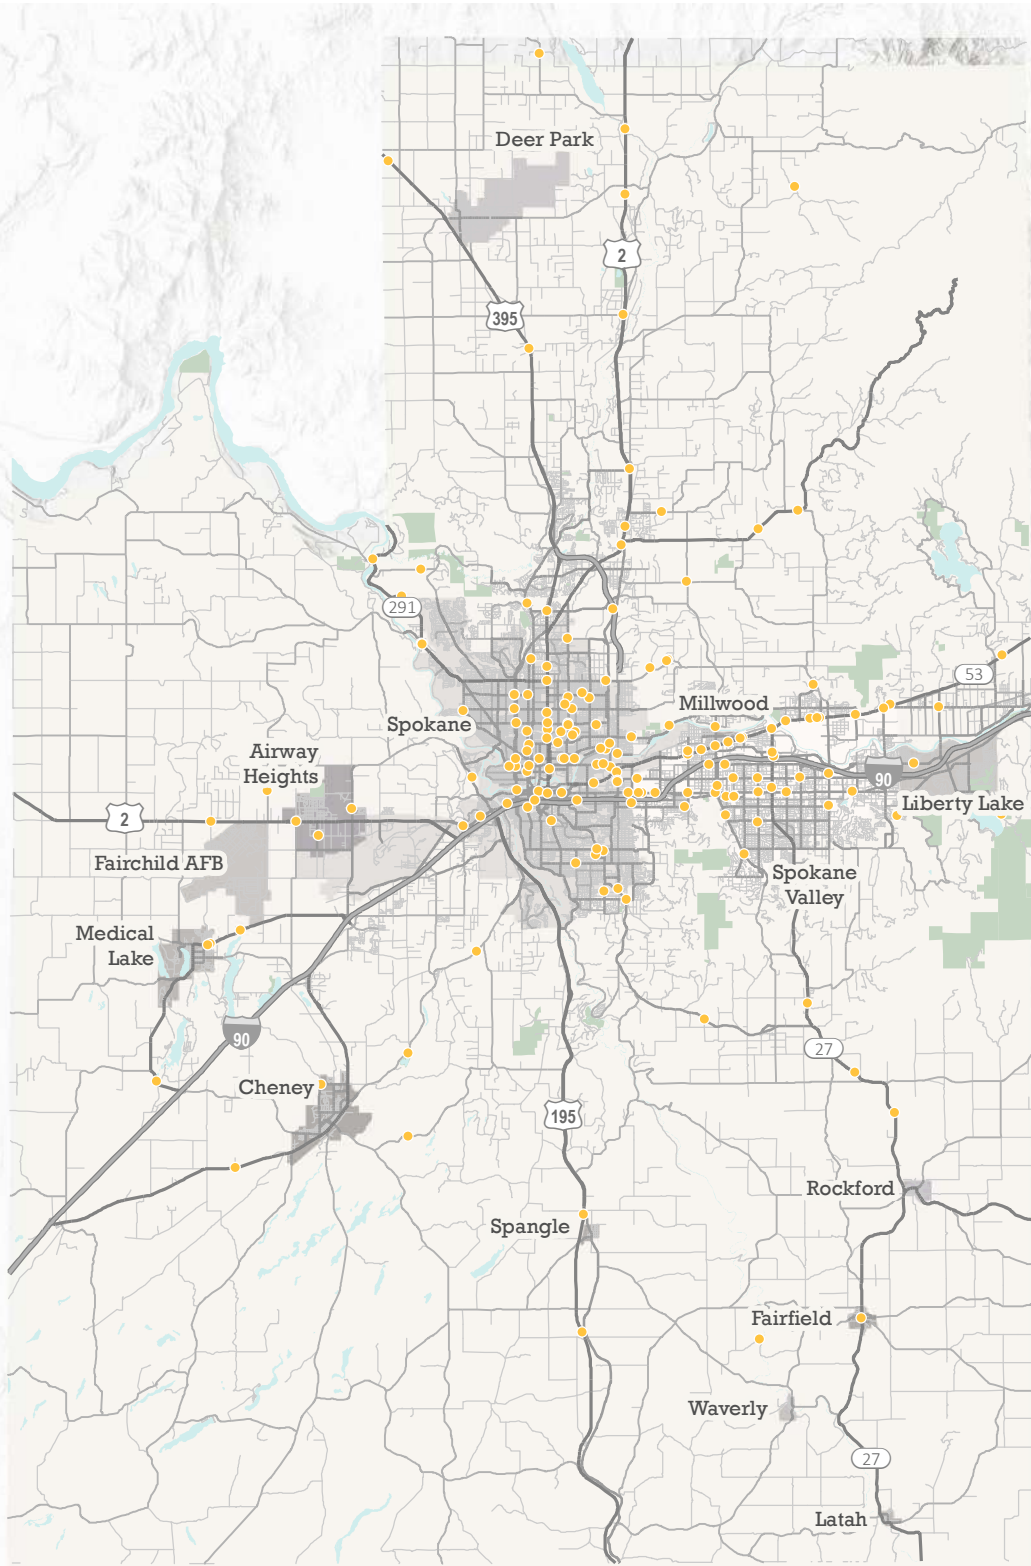 Deer Park
2
395
291
53
Millwood
Spokane
Airway
Heights
90
Liberty Lake
2
Fairchild AFB
Spokane
Valley
Medical
Lake
90
27
Cheney
195
Rockford
Spangle
Fairfield
Waverly
27
Latah